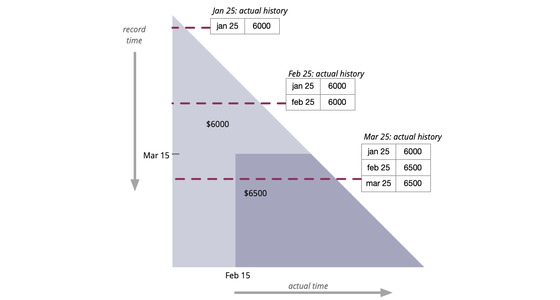 Jan 25: actual history
jan 25 6000
record
time
Feb 25: actual history
jan 25 6000
feb 25 6000
$6000
Mar 25: actual history
jan 25 6000
feb 25 6500
mar 25 6500
Mar 15
$6500
Feb 15
actual time